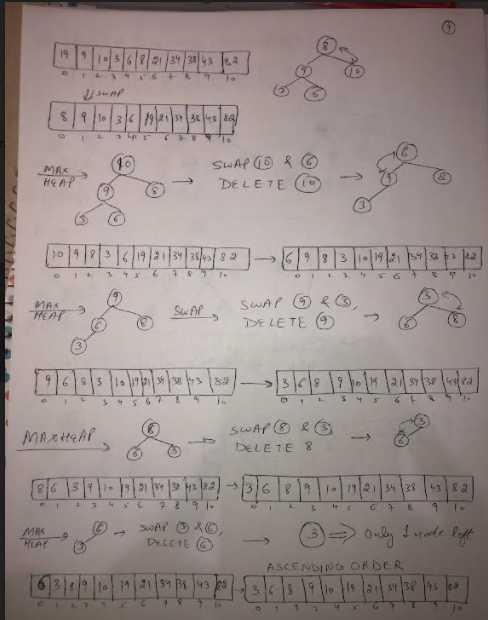 9
19 9 10 3 6 8 21 34 38 43 82
0 1 2 3 4 5 6 7 8 9 10
SWAP
8 9 10 3 6 19 21 34 38 43 82
0 1 2 3 4 5 6 7 8 9 10
8
9 10
3 6
MAX HEAP
10
9 8
3 6
SWAP 10 & 6
DELETE 10
6
9 8
3
10 9 8 3 6 19 21 34 38 43 82
0 1 2 3 4 5 6 7 8 9 10
6 9 8 3 10 19 21 34 38 43 82
0 1 2 3 4 5 6 7 8 9 10
MAX HEAP
9
6 8
3
SWAP
SWAP 9 & 3,
DELETE 9
3
6 8
9 6 8 3 10 19 21 34 38 43 82
0 1 2 3 4 5 6 7 8 9 10
3 6 8 9 10 19 21 34 38 43 82
0 1 2 3 4 5 6 7 8 9 10
MAXHEAP
8
6 3
SWAP 8 & 3,
DELETE 8
3
6
8 6 3 9 10 19 21 34 38 43 82
0 1 2 3 4 5 6 7 8 9 10
3 6 8 9 10 19 21 34 38 43 82
0 1 2 3 4 5 6 7 8 9 10
MAX HEAP
6
3
SWAP 3 & 6,
DELETE 6
3 => Only 1 node left
ASCENDING ORDER
6 3 8 9 10 19 21 34 38 43 82
0 1 2 3 4 5 6 7 8 9 10
3 6 8 9 10 19 21 34 38 43 82
0 1 2 3 4 5 6 7 8 9 10